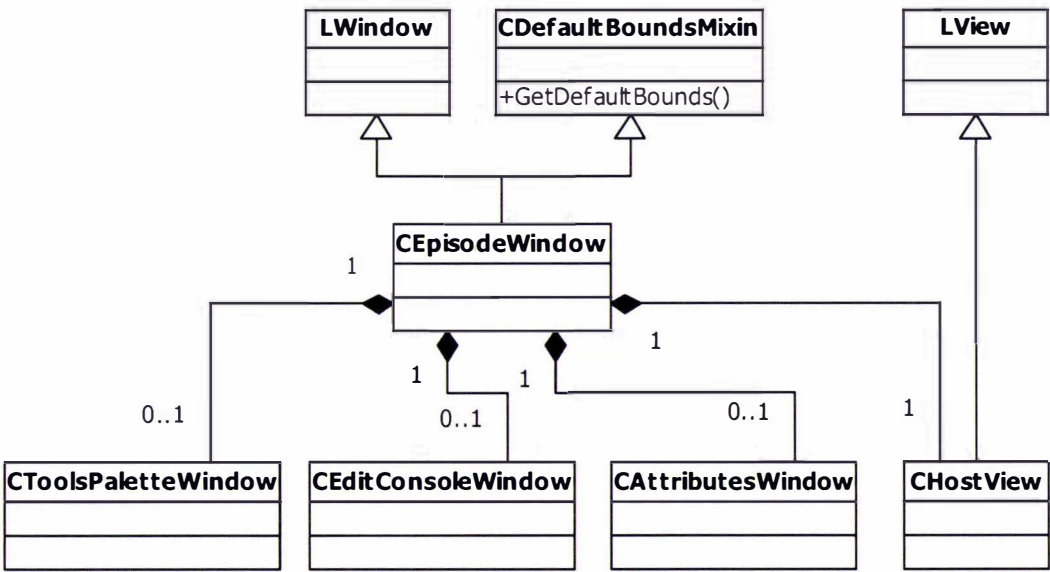 LWindow
CDefaultBoundsMixin
LView
+GetDefaultBounds()
CEpisodeWindow
1
1
1
1
0..1
0..1
0..1
1
CToolsPaletteWindow
CEditConsoleWindow
CAttributesWindow
CHostView